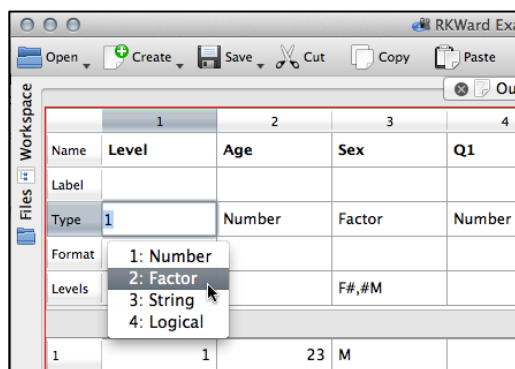 RKWard Exa
Open Create Save Cut Copy Paste
Workspace
Files
Ou
1 2 3 4
Name Level Age Sex Q1
Label
Type 1 Number Factor Number
Format
Levels F#,#M
1: Number
2: Factor
3: String
4: Logical
1 1 23 M